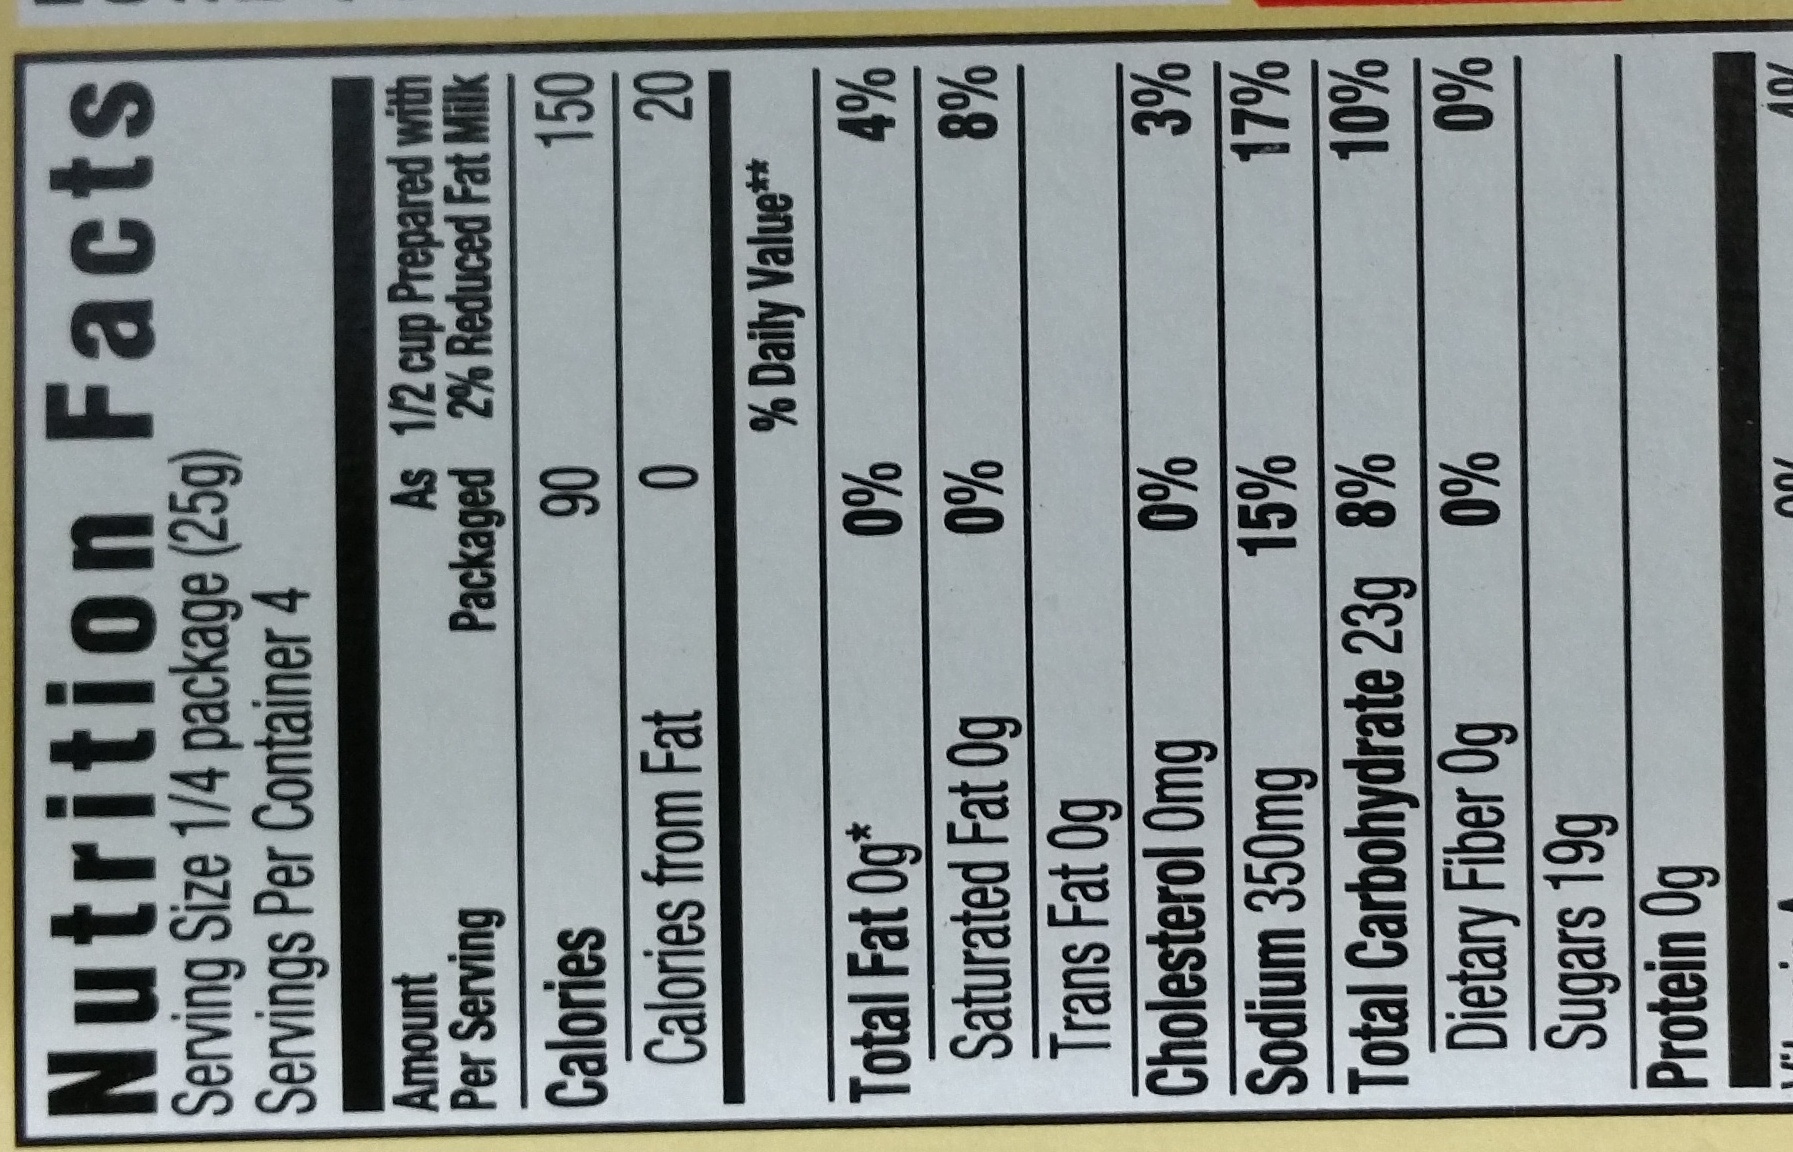 Nutrition Facts
Serving Size 1/4 package (25g)
Servings Per Container 4
Amount As 1/2 cup Prepared with
Per Serving Packaged 2% Reduced Fat Milk
Calories 90 150
Calories from Fat 0 20
% Daily Value**
Total Fat 0g* 0% 4%
Saturated Fat 0g 0% 8%
Trans Fat 0g
Cholesterol 0mg 0% 3%
Sodium 350mg 15% 17%
Total Carbohydrate 23g 8% 10%
Dietary Fiber 0g 0% 0%
Sugars 19g
Protein 0g